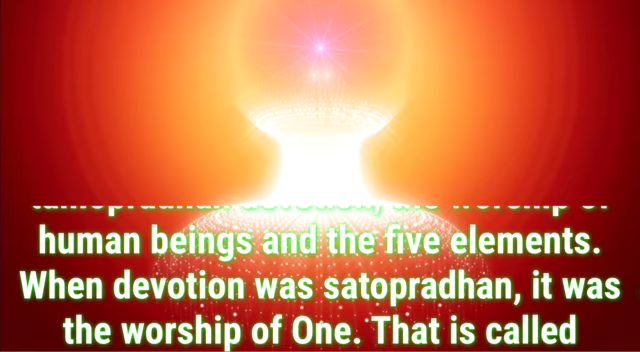 tamopradhan devotion, the worship of
human beings and the five elements.
When devotion was satopradhan, it was
the worship of One. That is called